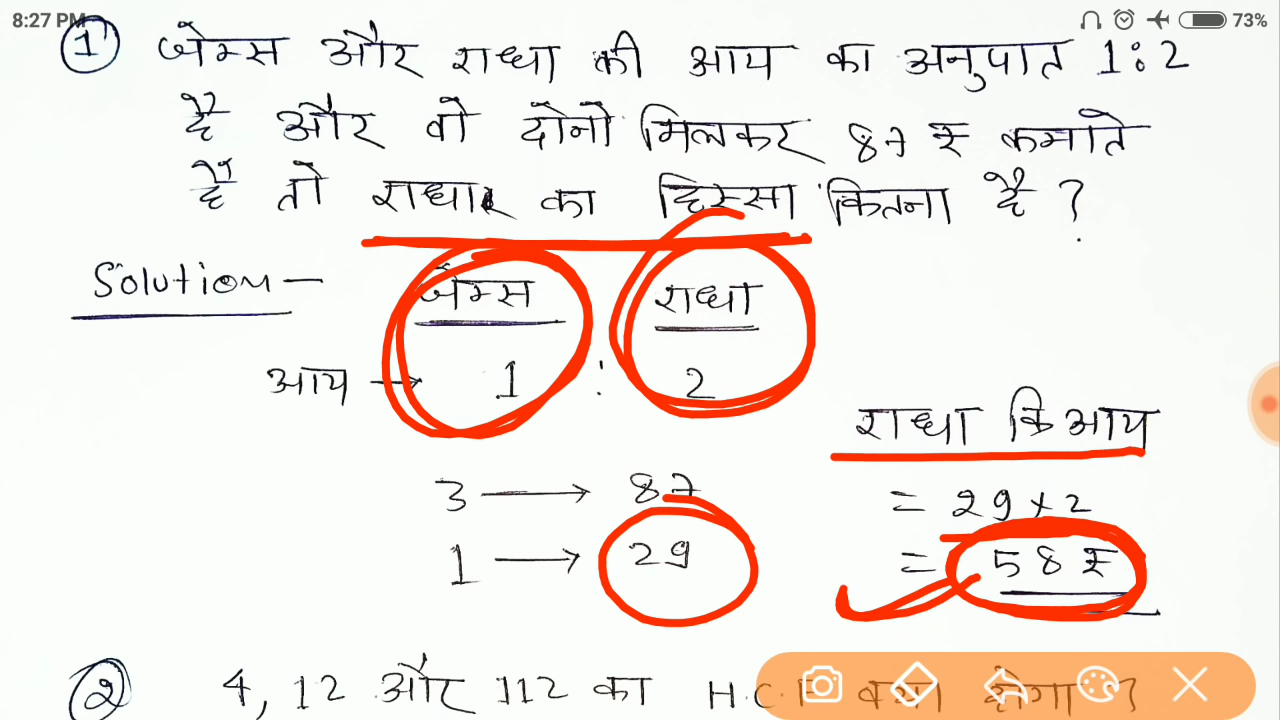 8:27 PM 73%
1 जेम्स और राधा की आय का अनुपात 1:2
है और वो दोनो मिलकर 87 ₹ कमाते
हैं तो राधा का हिस्सा कितना है ?
Solution — जेम्स राधा
आय → 1 : 2
राधा कि आय
3 → 87 = 29 x 2
1 → 29 = 58 ₹
2 4, 12 और 112 का H.C.F क्या होगा ?